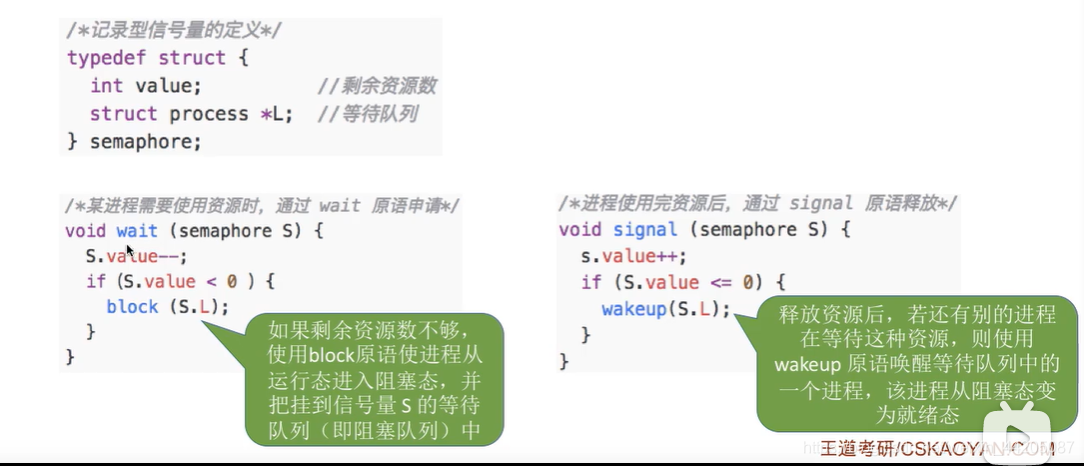 /*记录型信号量的定义*/
typedef struct {
int value; //剩余资源数
struct process *L; //等待队列
} semaphore;
/*某进程需要使用资源时，通过 wait 原语申请*/
void wait (semaphore S) {
S.value--;
if (S.value < 0 ) {
block (S.L);
}
}
如果剩余资源数不够，
使用block原语使进程从
运行态进入阻塞态，并
把挂到信号量 S 的等待
队列（即阻塞队列）中
/*进程使用完资源后，通过 signal 原语释放*/
void signal (semaphore S) {
s.value++;
if (S.value <= 0) {
wakeup(S.L);
}
}
释放资源后，若还有别的进程
在等待这种资源，则使用
wakeup 原语唤醒等待队列中的
一个进程，该进程从阻塞态变
为就绪态
王道考研/CSKAOYAN.COM